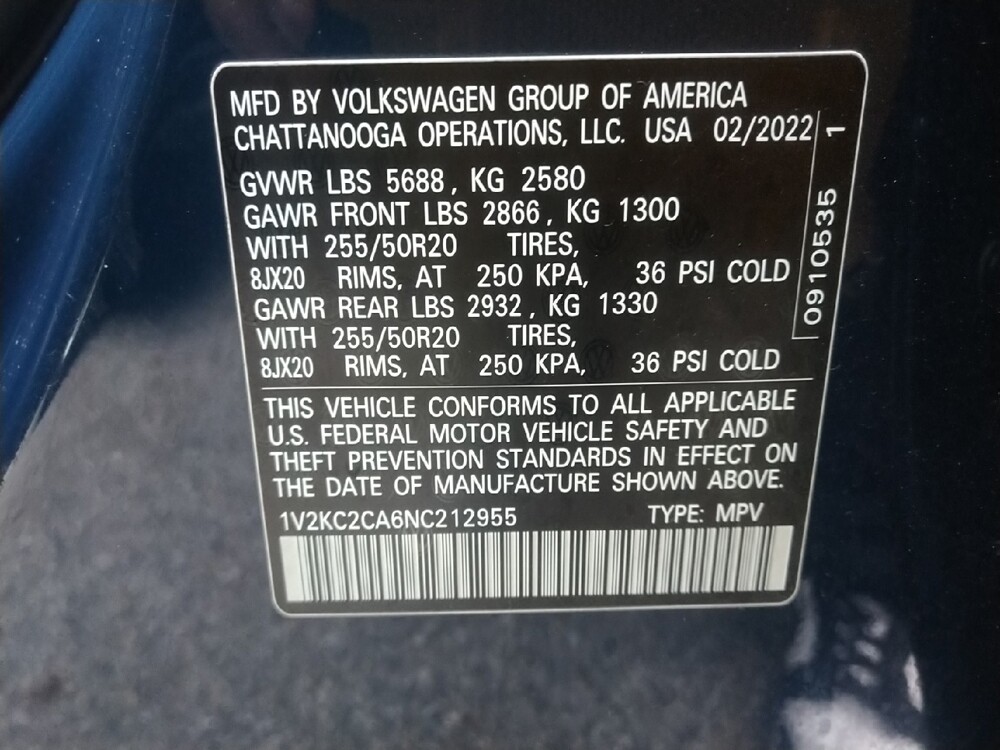 MFD BY VOLKSWAGEN GROUP OF AMERICA
CHATTANOOGA OPERATIONS, LLC. USA 02/2022
GVWR LBS 5688, KG 2580
GAWR FRONT LBS 2866, KG 1300
WITH 255/50R20 TIRES,
8JX20 RIMS, AT 250 KPA, 36 PSI COLD
GAWR REAR LBS 2932, KG 1330
WITH 255/50R20 TIRES,
8JX20 RIMS, AT 250 KPA, 36 PSI COLD
THIS VEHICLE CONFORMS TO ALL APPLICABLE
U.S. FEDERAL MOTOR VEHICLE SAFETY AND
THEFT PREVENTION STANDARDS IN EFFECT ON
THE DATE OF MANUFACTURE SHOWN ABOVE.
1V2KC2CA6NC212955 TYPE: MPV
0910535 1